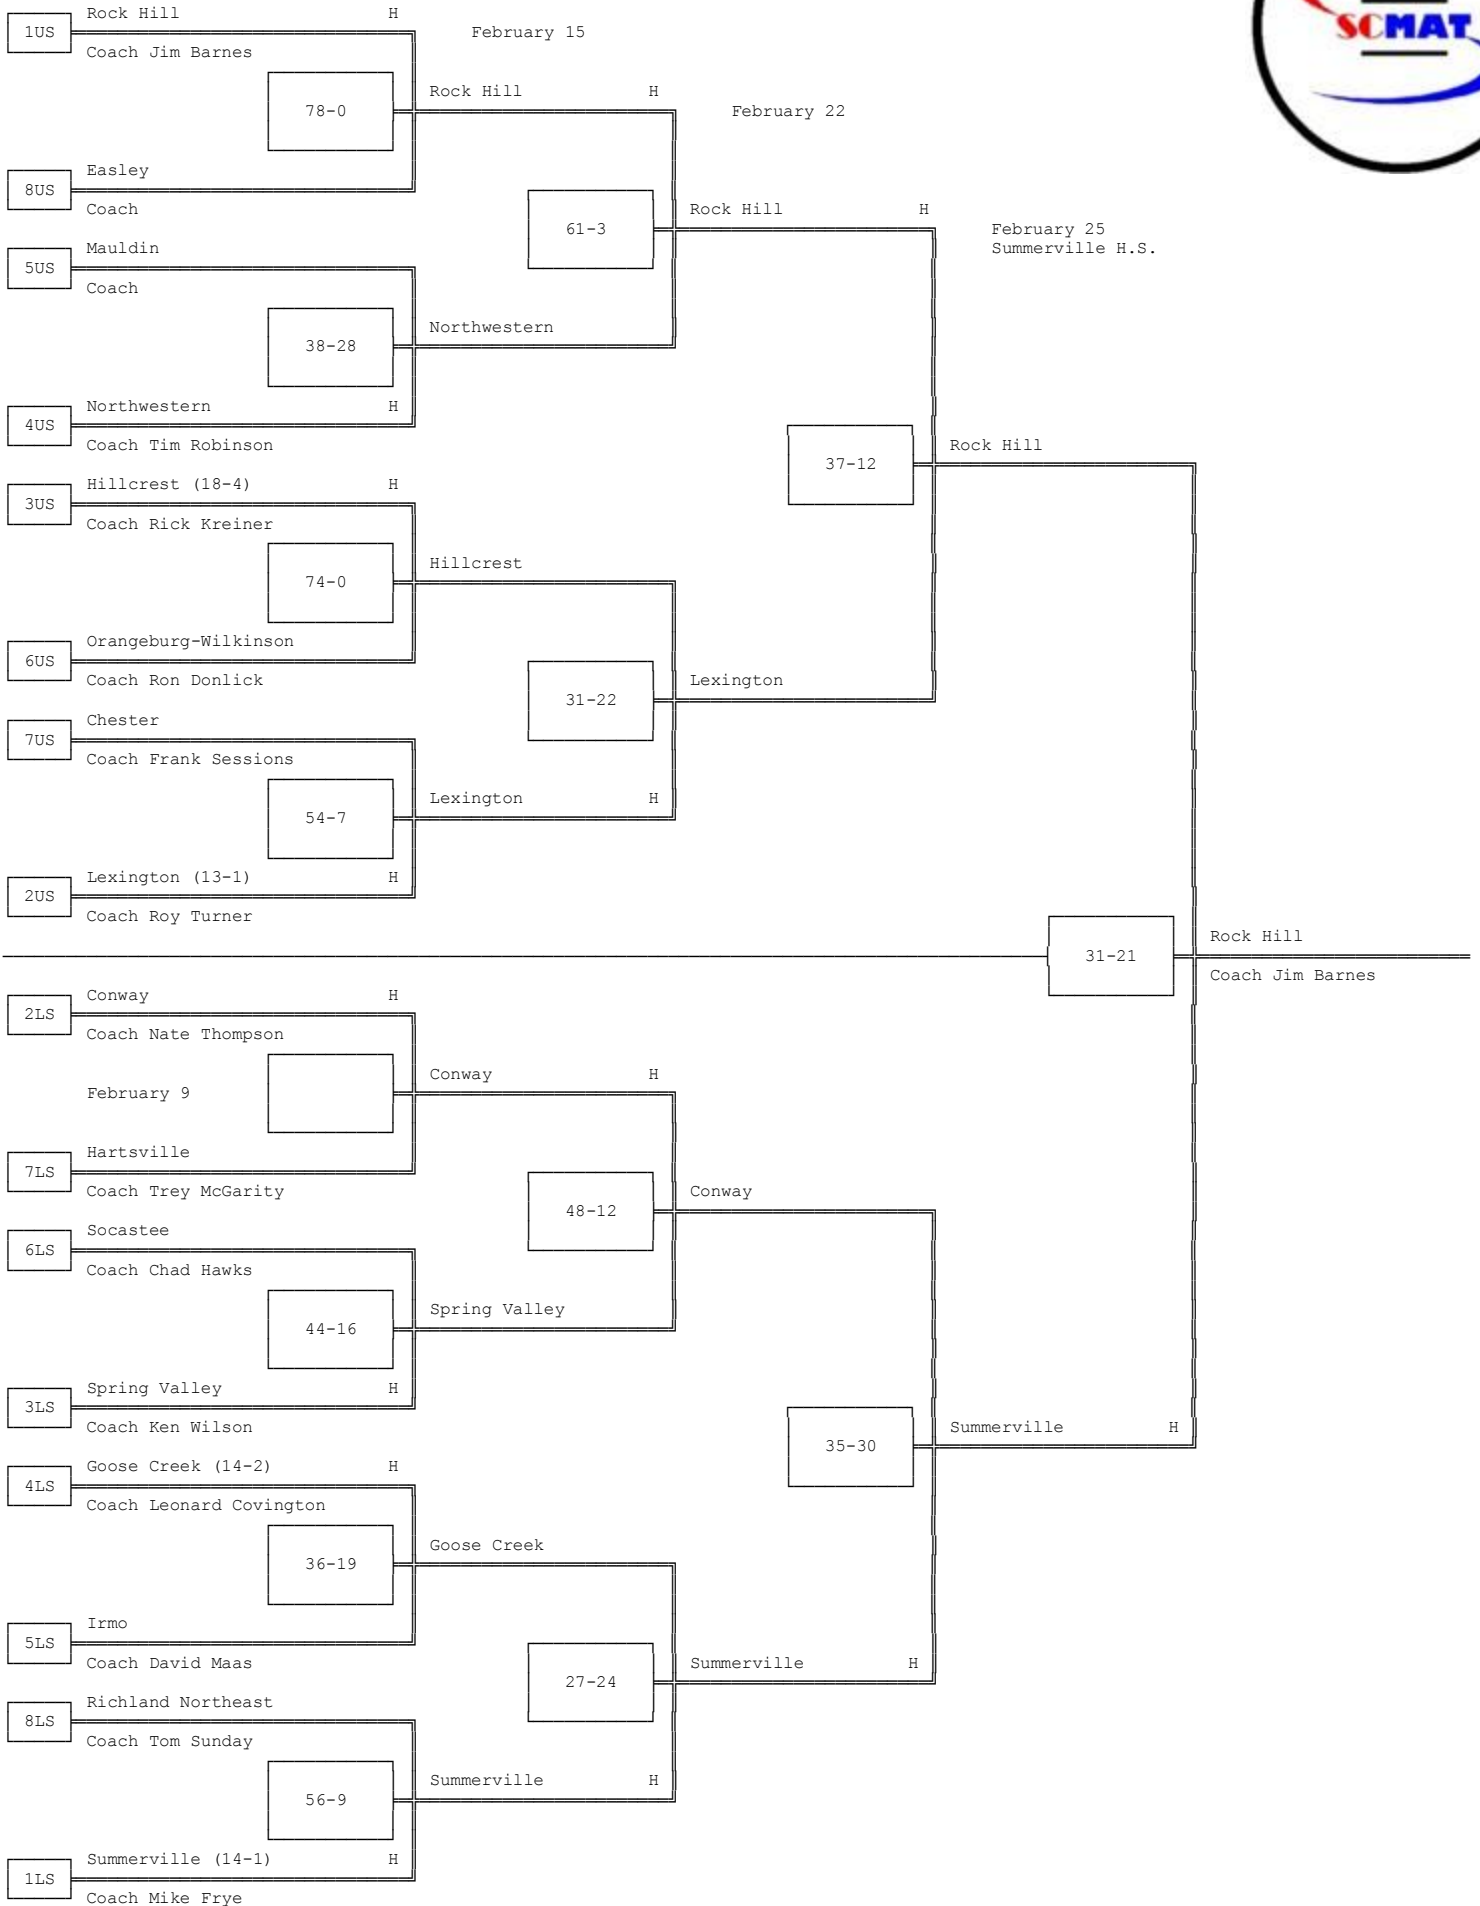 Rock Hill H
1US February 15
Coach Jim Barnes
Rock Hill H
78-0 February 22
Easley
8US
Coach
Rock Hill H
61-3 February 25
Summerville H.S.
Mauldin
5US
Coach
Northwestern
38-28
Northwestern H
4US
Coach Tim Robinson
Rock Hill
37-12
Hillcrest (18-4) H
3US
Coach Rick Kreiner
Hillcrest
74-0
Orangeburg-Wilkinson
6US
Coach Ron Donlick
Lexington
31-22
Chester
7US
Coach Frank Sessions
Lexington H
54-7
Lexington (13-1) H
2US
Coach Roy Turner
Rock Hill
31-21
Coach Jim Barnes
Conway H
2LS
Coach Nate Thompson
Conway H
February 9
Hartsville
7LS
Coach Trey McGarity
Conway
48-12
Socastee
6LS
Coach Chad Hawks
Spring Valley
44-16
Spring Valley H
3LS
Coach Ken Wilson
Summerville H
35-30
Goose Creek (14-2) H
4LS
Coach Leonard Covington
Goose Creek
36-19
Irmo
5LS
Coach David Maas
Summerville H
27-24
Richland Northeast
8LS
Coach Tom Sunday
Summerville H
56-9
Summerville (14-1) H
1LS
Coach Mike Frye
SCMAT